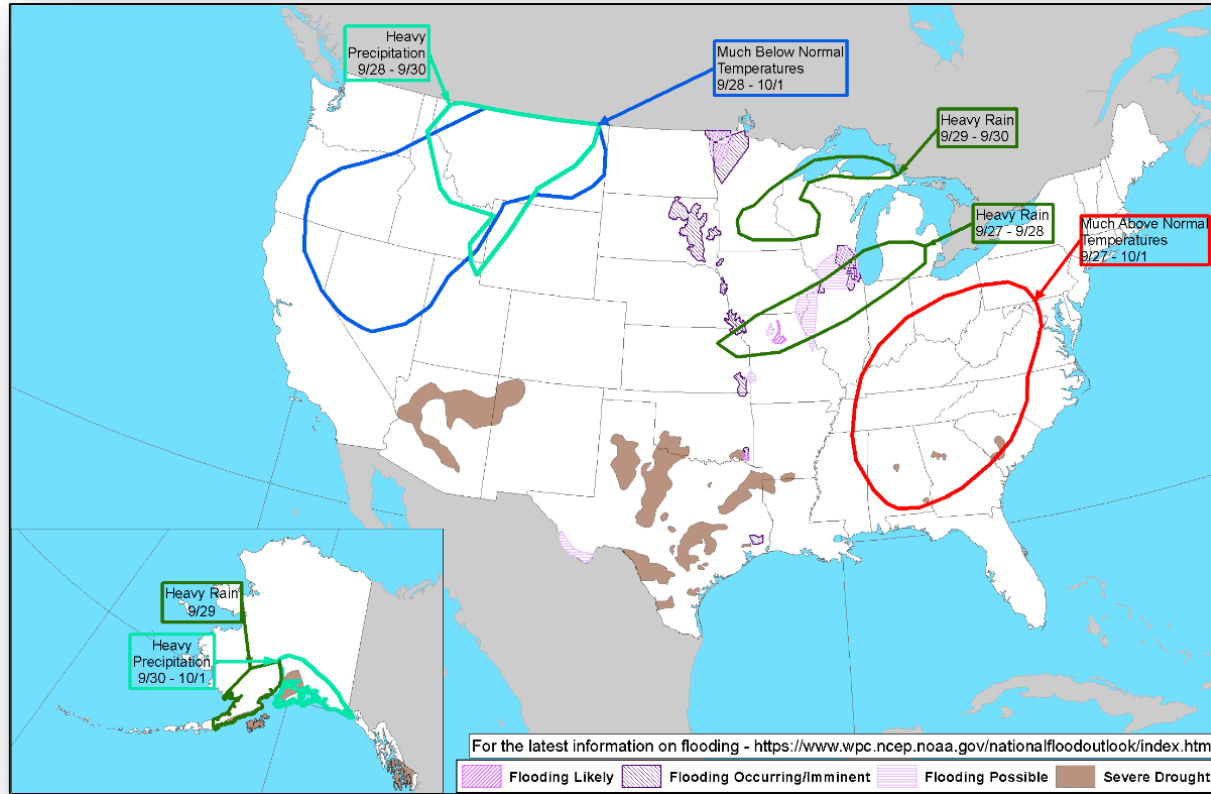 Heavy
Precipitation
9/28 - 9/30
Much Below Normal
Temperatures
9/28 - 10/1
Heavy Rain
9/29 - 9/30
Heavy Rain
9/27 - 9/28
Much Above Normal
Temperatures
9/27 - 10/1
Heavy Rain
9/29
Heavy
Precipitation
9/30 - 10/1
For the latest information on flooding - https://www.wpc.ncep.noaa.gov/nationalfloodoutlook/index.htm
Flooding Likely
Flooding Occurring/Imminent
Flooding Possible
Severe Drought